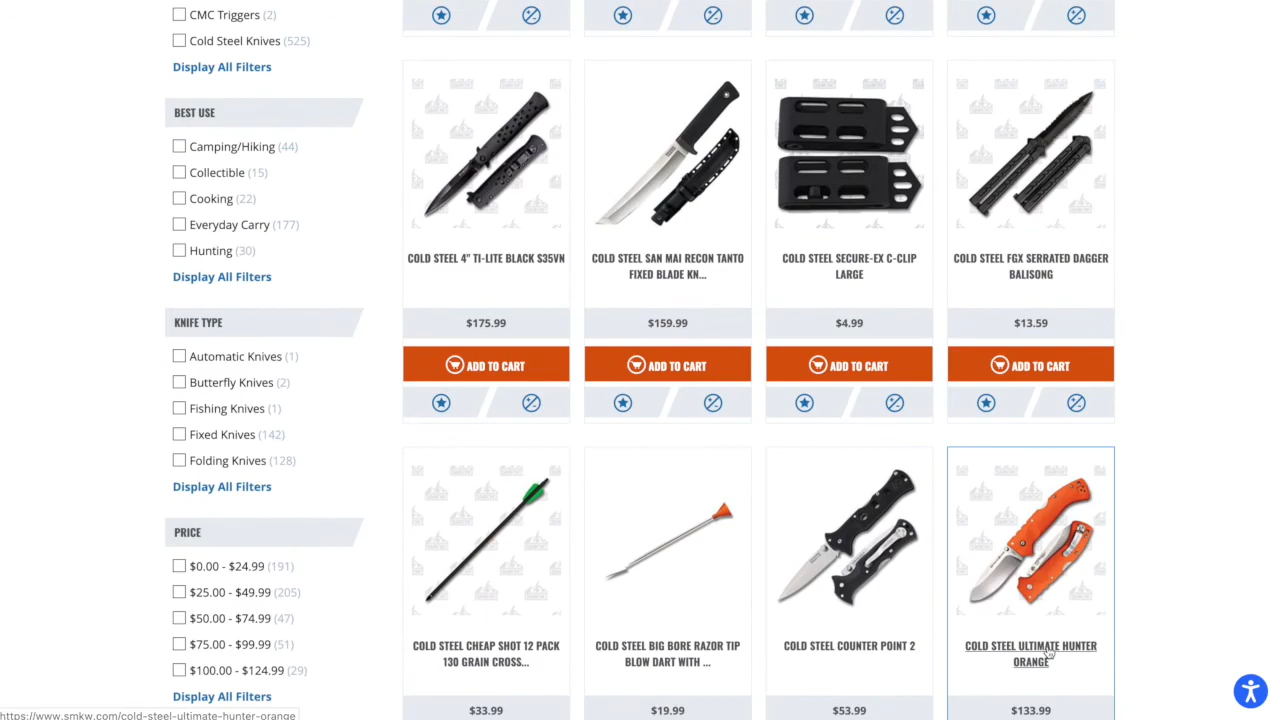 CMC Triggers (2)
Cold Steel Knives (525)
Display All Filters
BEST USE
Camping/Hiking (44)
Collectible (15)
Cooking (22)
Everyday Carry (177)
Hunting (30)
Display All Filters
KNIFE TYPE
Automatic Knives (1)
Butterfly Knives (2)
Fishing Knives (1)
Fixed Knives (142)
Folding Knives (128)
Display All Filters
PRICE
$0.00 - $24.99 (191)
$25.00 - $49.99 (205)
$50.00 - $74.99 (47)
$75.00 - $99.99 (51)
$100.00 - $124.99 (29)
Display All Filters
COLD STEEL 4" TI-LITE BLACK S35VN
$175.99
ADD TO CART
COLD STEEL SAN MAI RECON TANTO
FIXED BLADE KN...
$159.99
ADD TO CART
COLD STEEL SECURE-EX C-CLIP
LARGE
$4.99
ADD TO CART
COLD STEEL FGX SERRATED DAGGER
BALISONG
$13.59
ADD TO CART
COLD STEEL CHEAP SHOT 12 PACK
130 GRAIN CROSS...
$33.99
COLD STEEL BIG BORE RAZOR TIP
BLOW DART WITH ...
$19.99
COLD STEEL COUNTER POINT 2
$53.99
COLD STEEL ULTIMATE HUNTER
ORANGE
$133.99
https://www.smkw.com/cold-steel-ultimate-hunter-orange